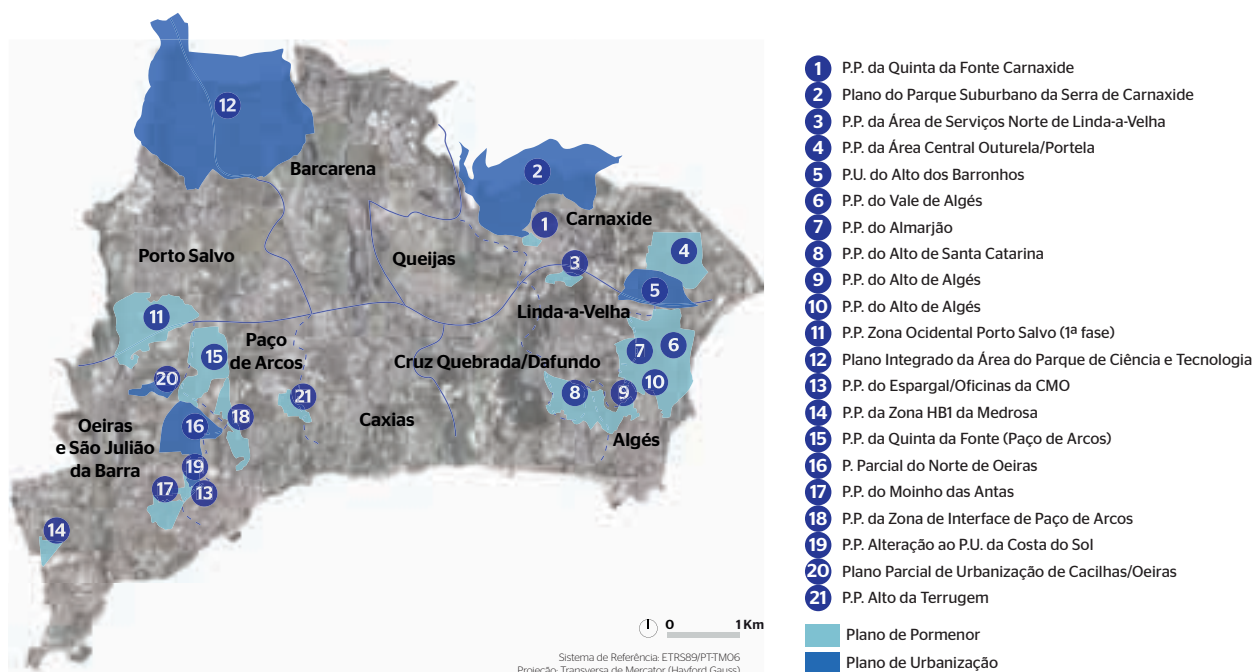 12
Barcarena
2
1
Carnaxide
Porto Salvo
Queijas
3
4
5
Linda-a-Velha
11
Paço
de Arcos
15
7
6
Cruz Quebrada/Dafundo
20
21
8
9
10
18
Oeiras
e São Julião
da Barra
16
Caxias
Algés
19
17
13
14
0 1 Km
Sistema de Referência: ETRS89/PT-TM06
Projeção: Transversa de Mercator (Hayford Gauss)
1 P.P. da Quinta da Fonte Carnaxide
2 Plano do Parque Suburbano da Serra de Carnaxide
3 P.P. da Área de Serviços Norte de Linda-a-Velha
4 P.P. da Área Central Outurela/Portela
5 P.U. do Alto dos Barronhos
6 P.P. do Vale de Algés
7 P.P. do Almarjão
8 P.P. do Alto de Santa Catarina
9 P.P. do Alto de Algés
10 P.P. do Alto de Algés
11 P.P. Zona Ocidental Porto Salvo (1ª fase)
12 Plano Integrado da Área do Parque de Ciência e Tecnologia
13 P.P. do Espargal/Oficinas da CMO
14 P.P. da Zona HB1 da Medrosa
15 P.P. da Quinta da Fonte (Paço de Arcos)
16 P. Parcial do Norte de Oeiras
17 P.P. do Moinho das Antas
18 P.P. da Zona de Interface de Paço de Arcos
19 P.P. Alteração ao P.U. da Costa do Sol
20 Plano Parcial de Urbanização de Cacilhas/Oeiras
21 P.P. Alto da Terrugem
Plano de Pormenor
Plano de Urbanização